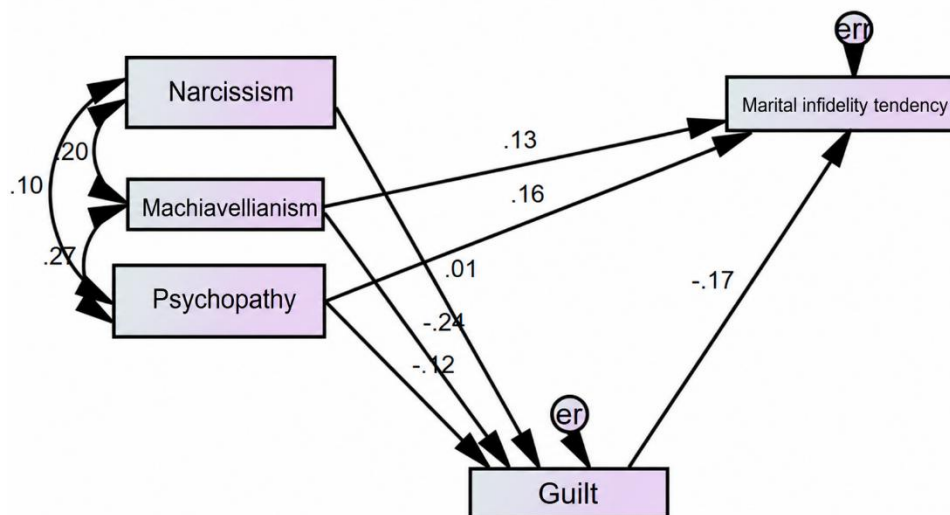 err
Narcissism
Marital infidelity tendency
.13
.20
.10
.16
Machiavellianism
.27
.01
Psychopathy
-.17
-.24
-.12
er
Guilt